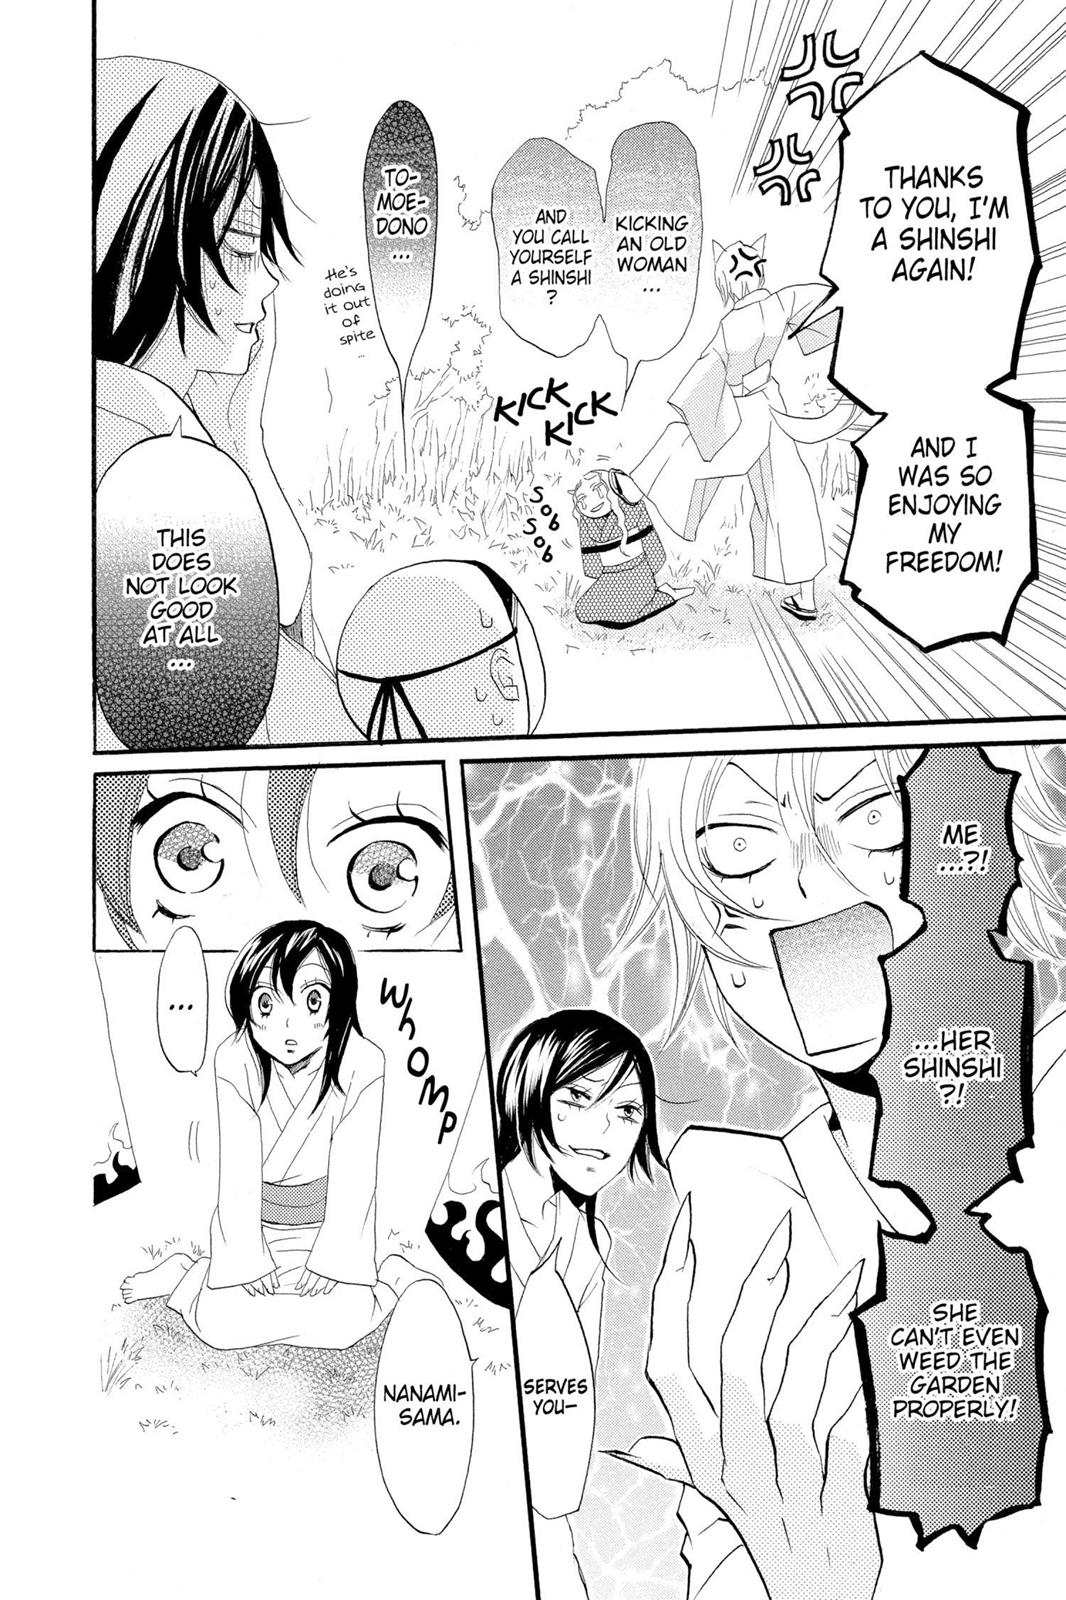 THANKS
TO YOU, I'M
A SHINSHI
AGAIN!
AND I
WAS SO
ENJOYING
MY
FREEDOM!
KICKING
AN OLD
WOMAN
...
AND
YOU CALL
YOURSELF
A SHINSHI
?
KICK
KICK
SOB
SOB
TO-
MOE-
DONO
...
He's
doing
it out
of
spite
...
THIS
DOES
NOT LOOK
GOOD
AT ALL
...
ME
....?!
...HER
SHINSHI
?!
SHE
CAN'T EVEN
WEED THE
GARDEN
PROPERLY!
SERVES
YOU–
...
WHOMP
NANAMI-
SAMA.